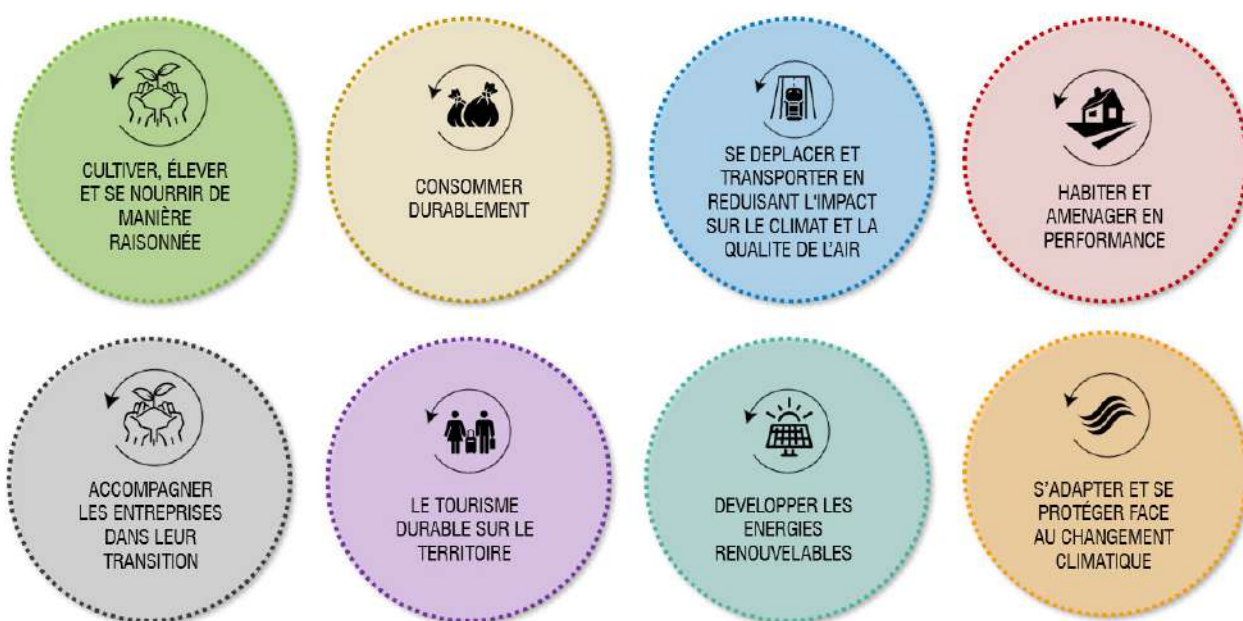 CULTIVER, ÉLEVER
ET SE NOURRIR DE
MANIÈRE
RAISONNÉE
CONSOMMER
DURABLEMENT
SE DEPLACER ET
TRANSPORTER EN
REDUISANT L'IMPACT
SUR LE CLIMAT ET LA
QUALITE DE L'AIR
HABITER ET
AMENAGER EN
PERFORMANCE
ACCOMPAGNER
LES ENTREPRISES
DANS LEUR
TRANSITION
LE TOURISME
DURABLE SUR LE
TERRITOIRE
DEVELOPPER LES
ENERGIES
RENOUVELABLES
S'ADAPTER ET SE
PROTÉGER FACE
AU CHANGEMENT
CLIMATIQUE